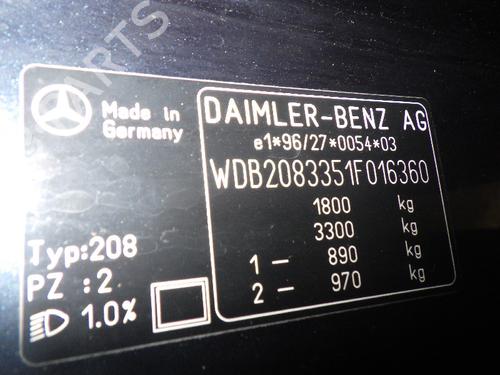 PARTS
Made in
Germany
DAIMLER-BENZ AG
e1*96/27*0054*03
WDB2083351F016360
1800 kg
3300 kg
1 – 890 kg
2 – 970 kg
Typ:208
PZ :2
1.0%